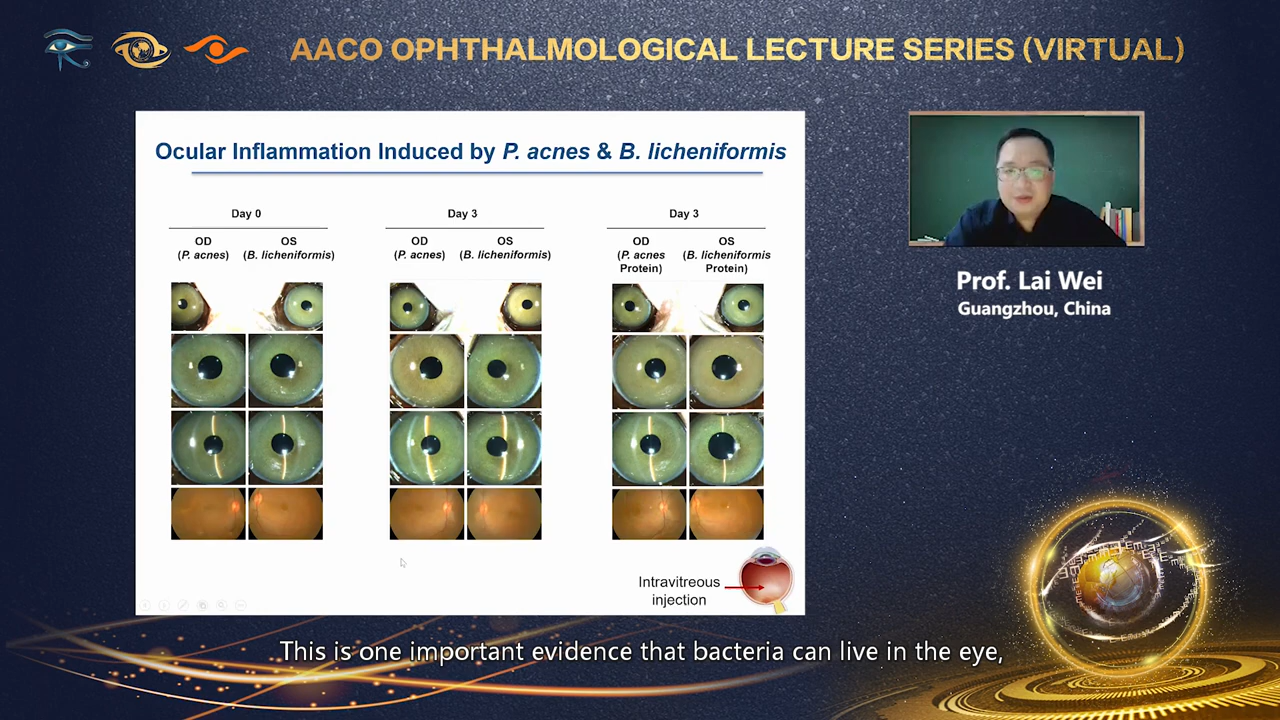 AACO OPHTHALMOLOGICAL LECTURE SERIES (VIRTUAL)
Ocular Inflammation Induced by P. acnes & B. licheniformis
Day 0
Day 3
Day 3
OD
(P. acnes)
OS
(B. licheniformis)
OD
(P. acnes)
OS
(B. licheniformis)
OD
(P. acnes
Protein)
OS
(B. licheniformis
Protein)
Intravitreous
injection
Prof. Lai Wei
Guangzhou, China
This is one important evidence that bacteria can live in the eye,